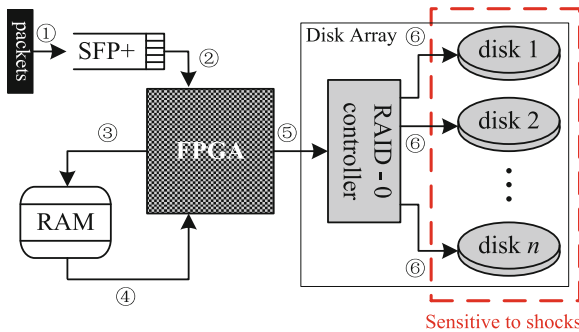 packets
①
SFP+
②
FPGA
③
RAM
④
⑤
Disk Array
RAID - 0
controller
⑥
⑥
⑥
disk 1
disk 2
disk n
Sensitive to shocks